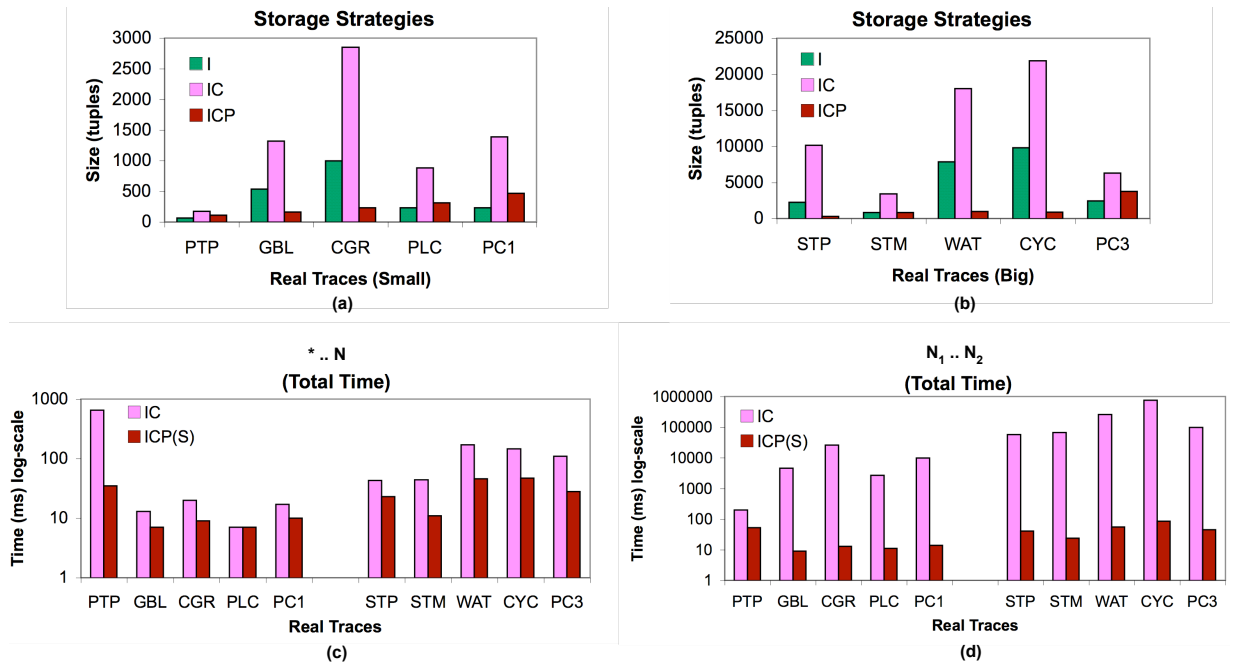 Storage Strategies
3000
2500
2000
1500
1000
500
0
Size (tuples)
I
IC
ICP
PTP GBL CGR PLC PC1
Real Traces (Small)
(a)
Storage Strategies
25000
20000
15000
10000
5000
0
Size (tuples)
I
IC
ICP
STP STM WAT CYC PC3
Real Traces (Big)
(b)
* .. N
(Total Time)
1000
100
10
1
Time (ms) log-scale
IC
ICP(S)
PTP GBL CGR PLC PC1 STP STM WAT CYC PC3
Real Traces
(c)
N1 .. N2
(Total Time)
1000000
100000
10000
1000
100
10
1
Time (ms) log-scale
IC
ICP(S)
PTP GBL CGR PLC PC1 STP STM WAT CYC PC3
Real Traces
(d)